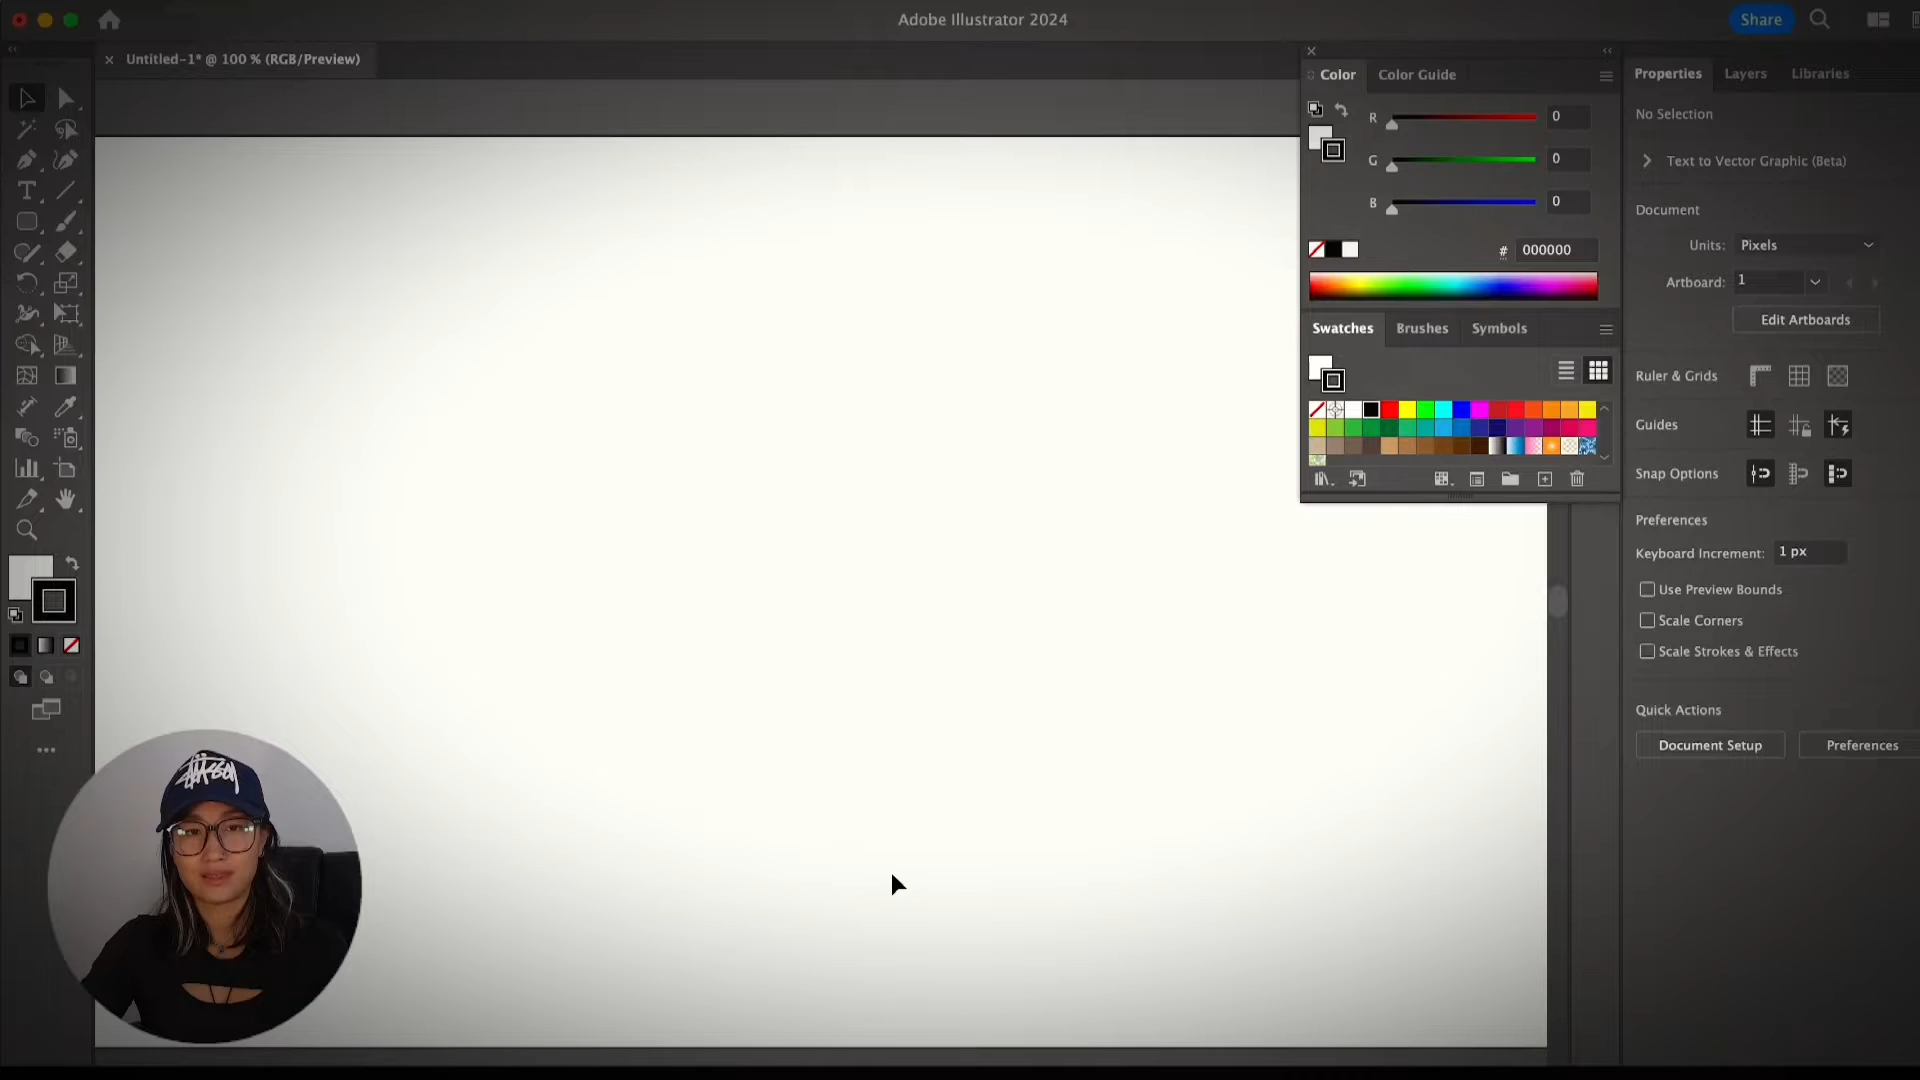 Adobe Illustrator 2024
Share
Untitled-1* @ 100 % (RGB/Preview)
Color
Color Guide
R
0
G
0
B
0
# 000000
Swatches
Brushes
Symbols
Properties
Layers
Libraries
No Selection
Text to Vector Graphic (Beta)
Document
Units: Pixels
Artboard: 1
Edit Artboards
Ruler & Grids
Guides
Snap Options
Preferences
Keyboard Increment: 1 px
Use Preview Bounds
Scale Corners
Scale Strokes & Effects
Quick Actions
Document Setup
Preferences